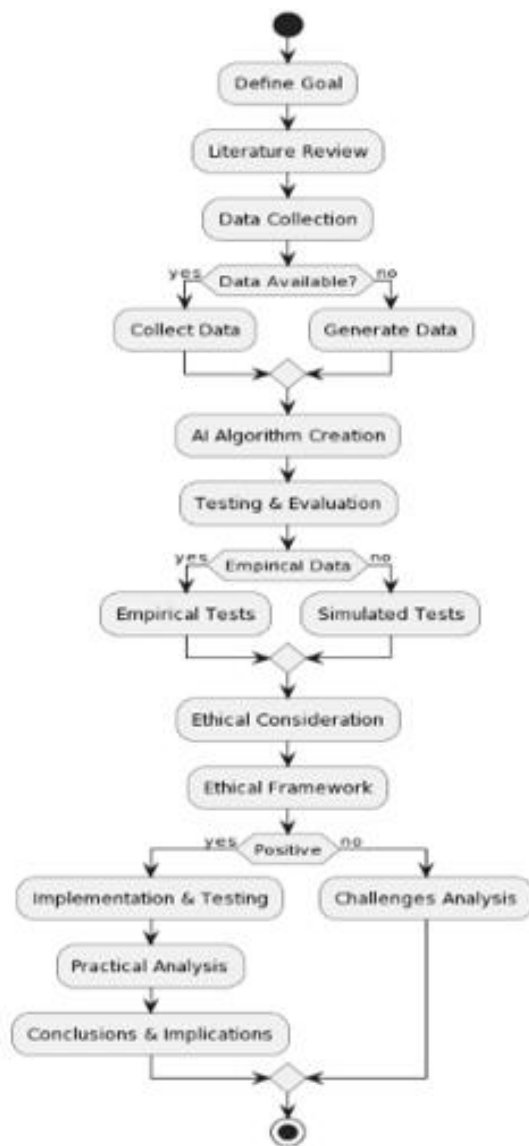 Define Goal
Literature Review
Data Collection
yes Data Available? no
Collect Data Generate Data
AI Algorithm Creation
Testing & Evaluation
yes Empirical Data no
Empirical Tests Simulated Tests
Ethical Consideration
Ethical Framework
yes Positive no
Implementation & Testing Challenges Analysis
Practical Analysis
Conclusions & Implications